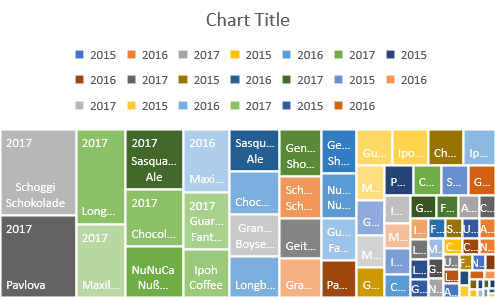 Chart Title
2015 2016 2017 2015 2016 2017 2015
2016 2017 2015 2016 2017 2015 2016
2017 2015 2016 2017 2015 2016
2017
Schoggi
Schokolade
2017
Pavlova
2017
Long...
2017
Maxil...
2017
Sasqua...
Ale
2017
Chocol...
NuNuCa
Nuß...
2016
Maxi...
2017
Guar...
Fant...
Ipoh
Coffee
Sasqu...
Ale
Choc...
Gran...
Boyse...
Longb...
Gen...
Sho...
Sch...
Sch...
Geit...
Gra...
Ge...
Sh...
Nu...
Nu...
Gu...
Fa...
Pa...
Gu...
M...
G...
M...
G...
Ipo...
Ch...
Ip...
P...
C...
S...
G...
I...
M...
I...
C...
G...
F...
A...
C...